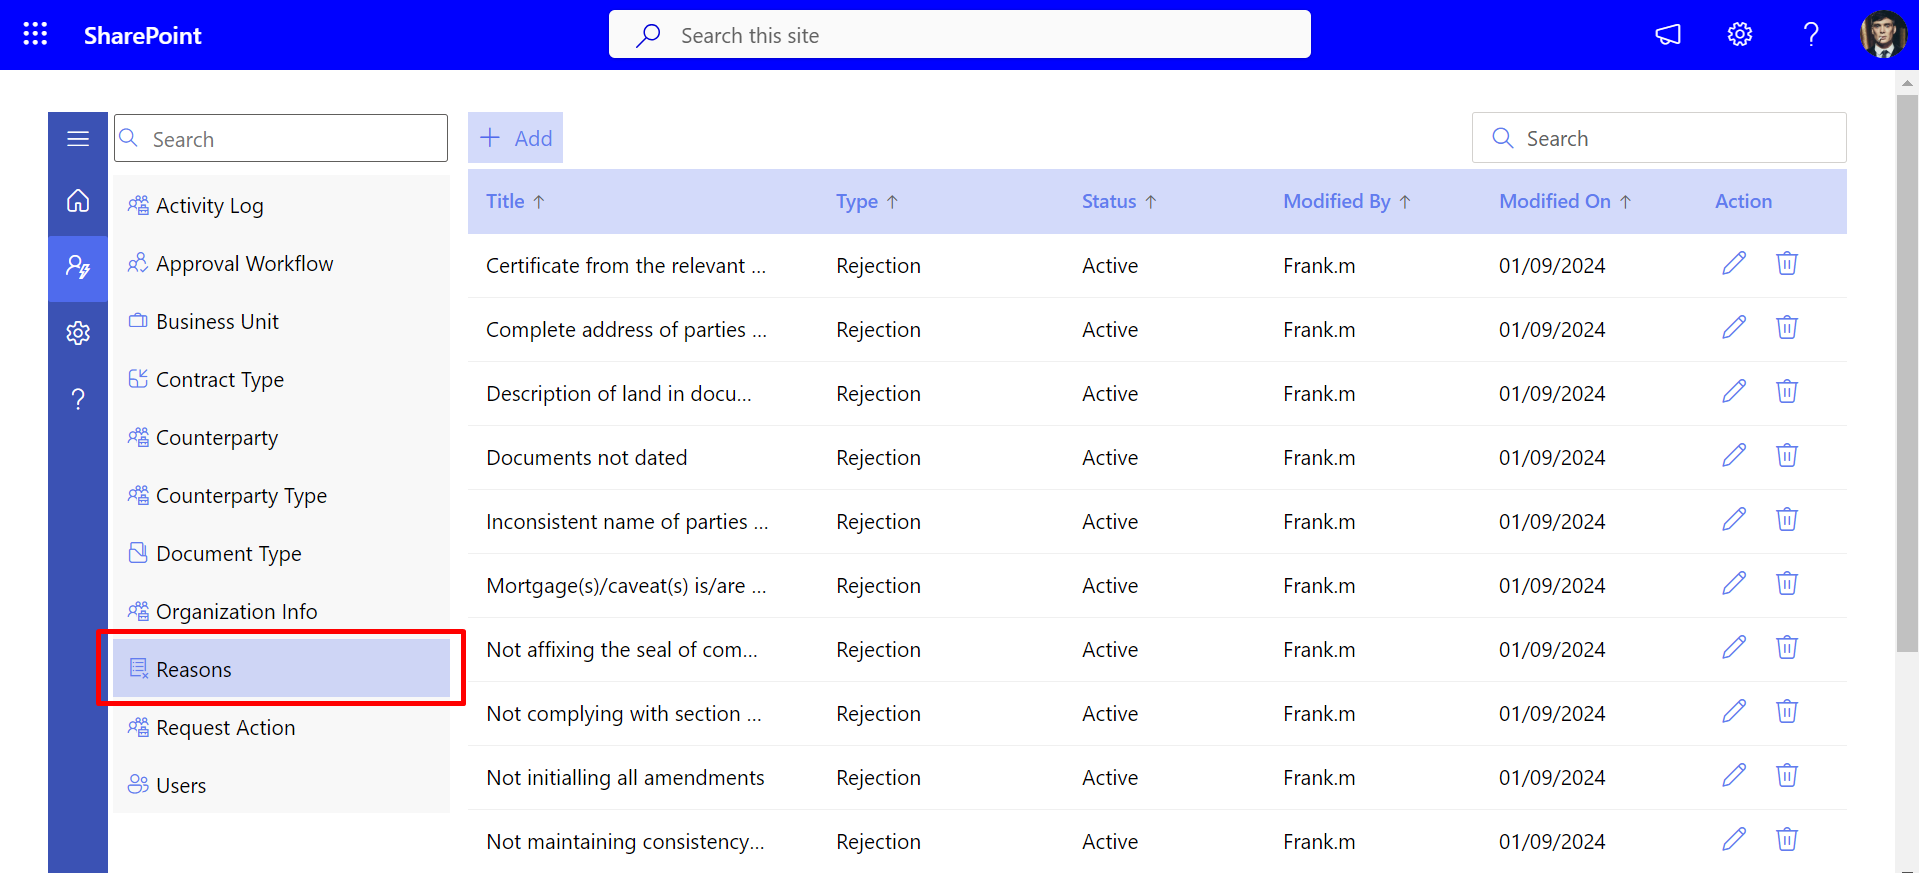 SharePoint
Search this site
Search
Activity Log
Approval Workflow
Business Unit
Contract Type
Counterparty
Counterparty Type
Document Type
Organization Info
Reasons
Request Action
Users
+ Add
Search
Title ↑ Type ↑ Status ↑ Modified By ↑ Modified On ↑ Action
Certificate from the relevant ... Rejection Active Frank.m 01/09/2024
Complete address of parties ... Rejection Active Frank.m 01/09/2024
Description of land in docu... Rejection Active Frank.m 01/09/2024
Documents not dated Rejection Active Frank.m 01/09/2024
Inconsistent name of parties ... Rejection Active Frank.m 01/09/2024
Mortgage(s)/caveat(s) is/are ... Rejection Active Frank.m 01/09/2024
Not affixing the seal of com... Rejection Active Frank.m 01/09/2024
Not complying with section ... Rejection Active Frank.m 01/09/2024
Not initialling all amendments Rejection Active Frank.m 01/09/2024
Not maintaining consistency... Rejection Active Frank.m 01/09/2024